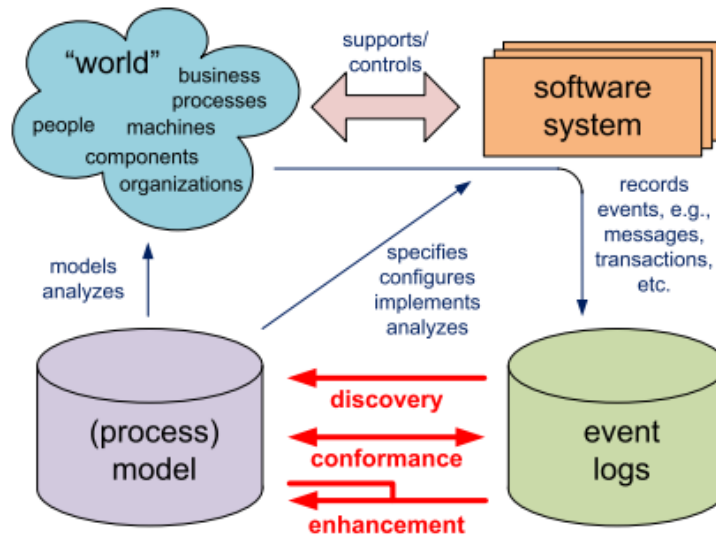 “world”
business
processes
people
machines
components
organizations
supports/
controls
software
system
models
analyzes
specifies
configures
implements
analyzes
records
events, e.g.,
messages,
transactions,
etc.
(process)
model
discovery
conformance
enhancement
event
logs